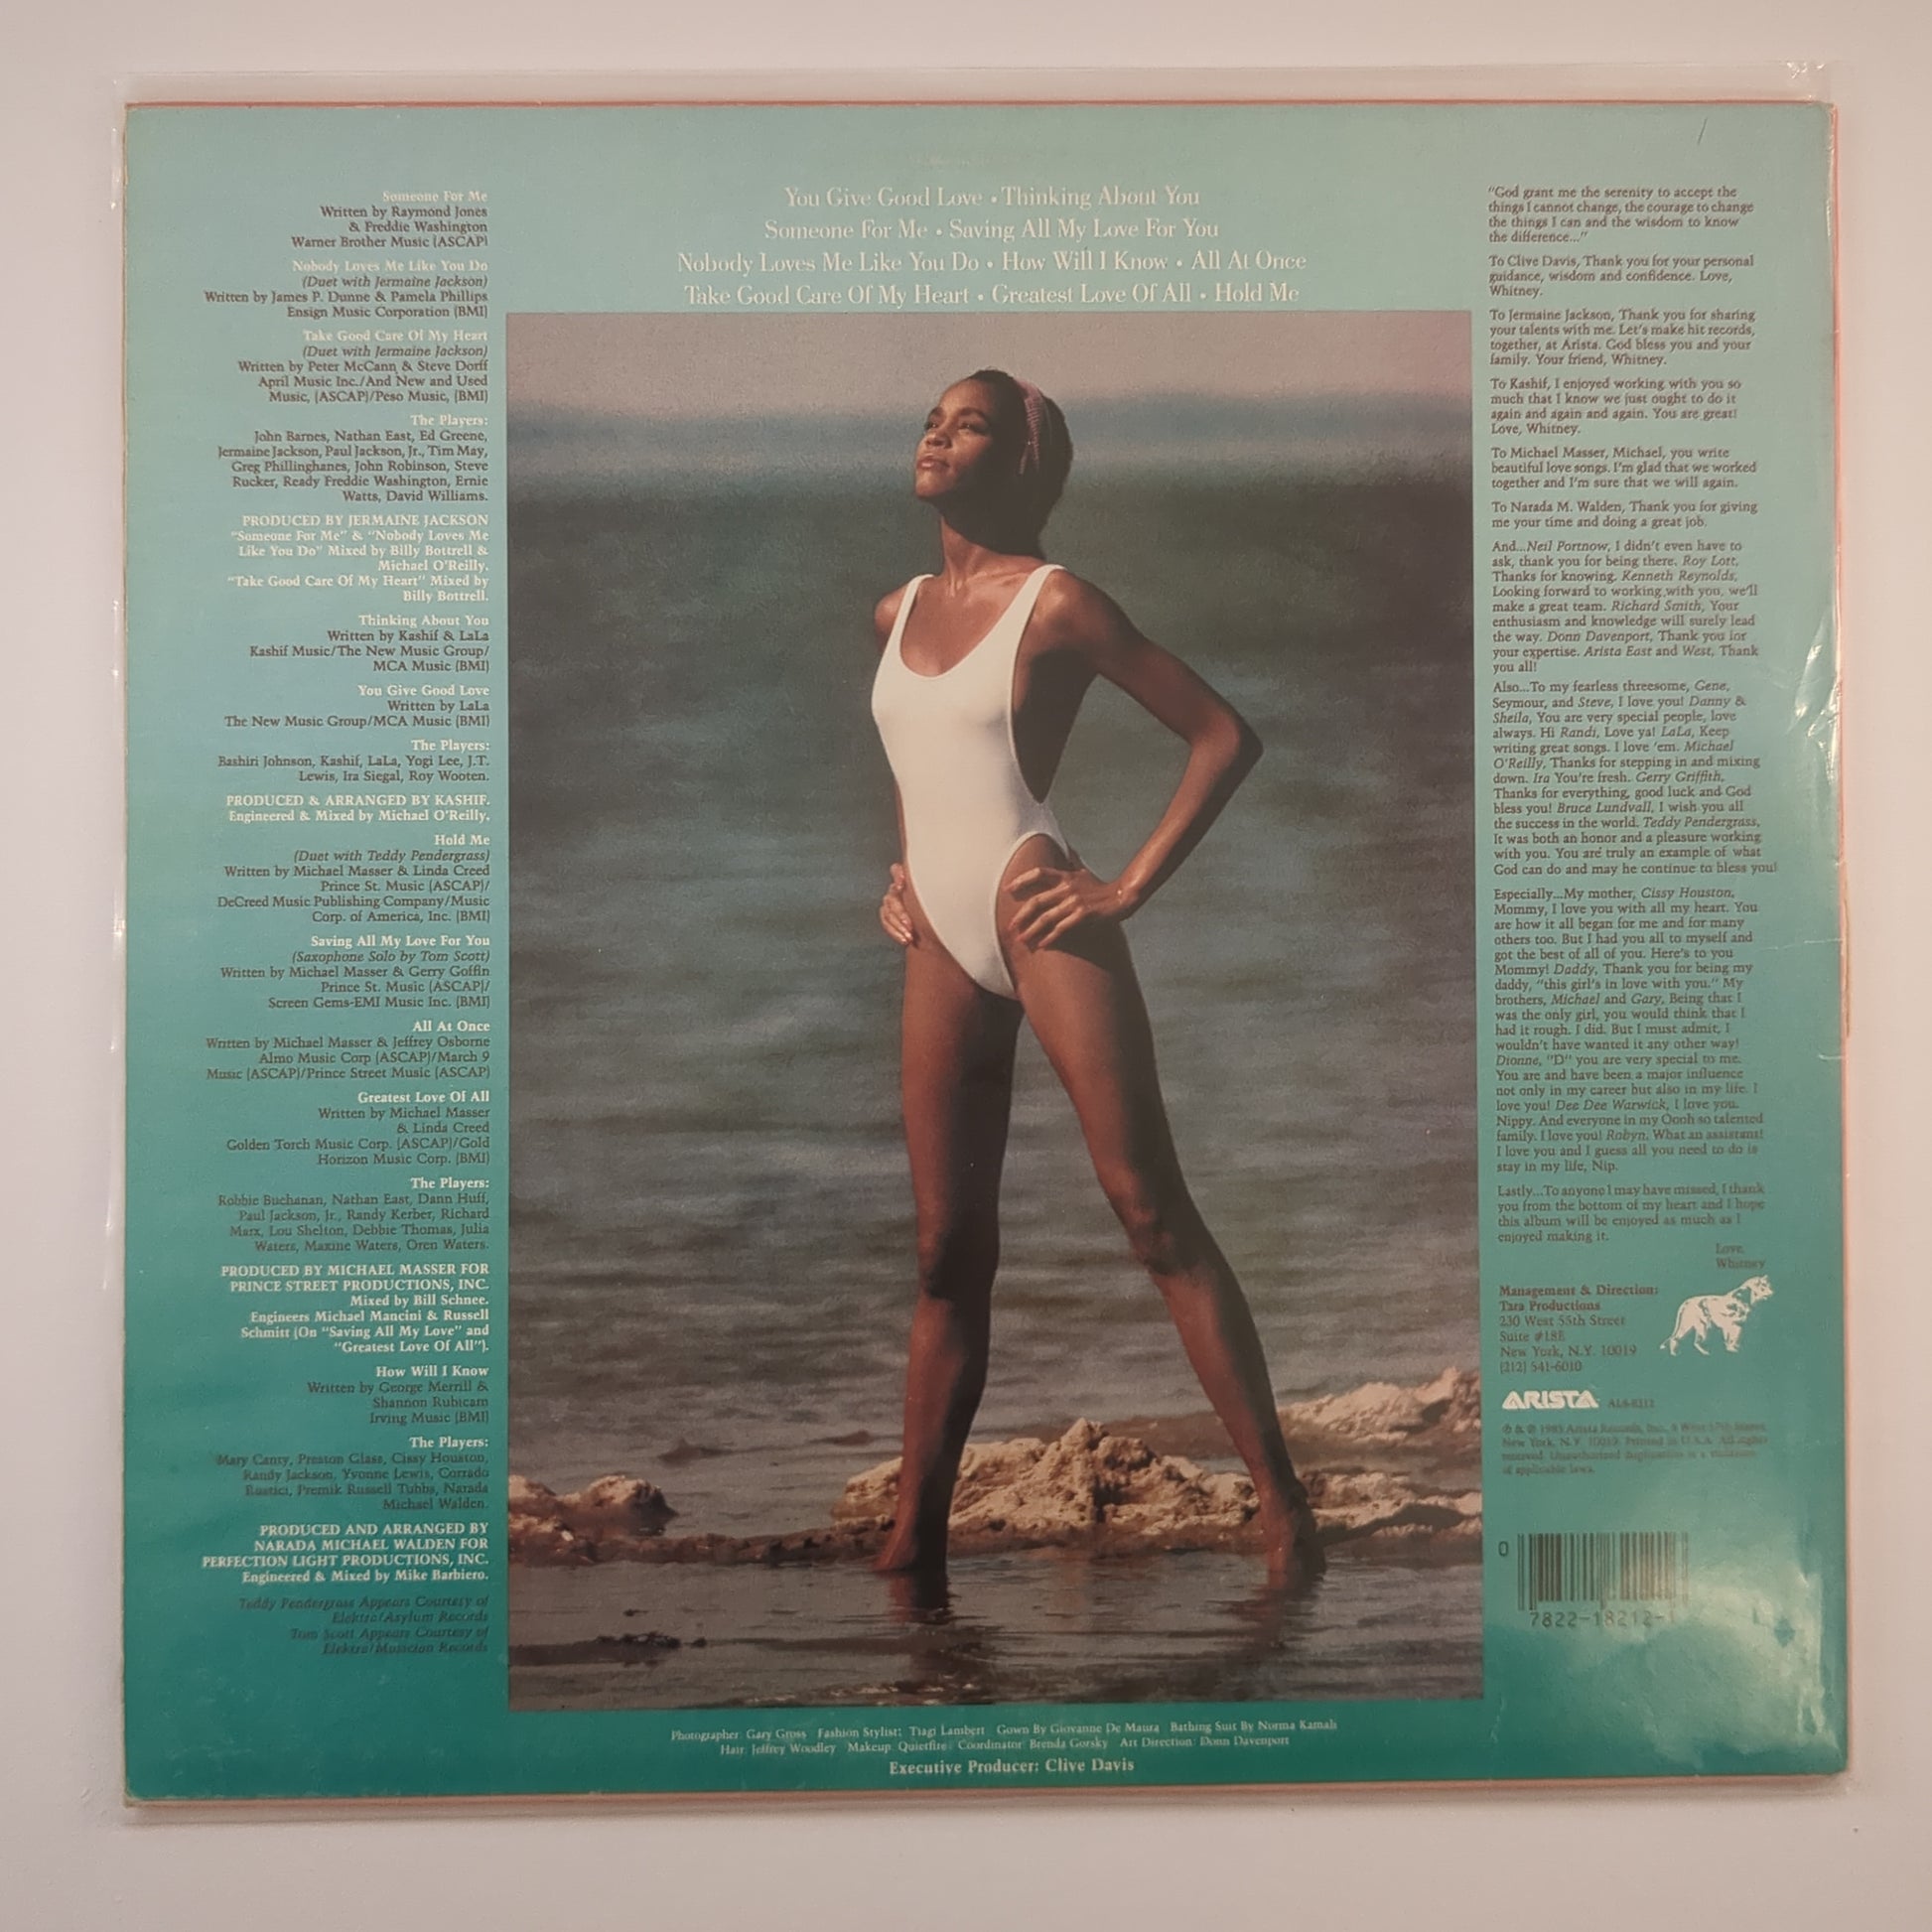 You Give Good Love • Thinking About You
Someone For Me • Saving All My Love For You
Nobody Loves Me Like You Do • How Will I Know • All At Once
Take Good Care Of My Heart • Greatest Love Of All • Hold Me
Someone For Me
Written by Raymond Jones
& Freddie Washington
Warner Brother Music (ASCAP)
Nobody Loves Me Like You Do
(Duet with Jermaine Jackson)
Written by James P. Dunne & Pamela Phillips
Ensign Music Corporation (BMI)
Take Good Care Of My Heart
(Duet with Jermaine Jackson)
Written by Peter McCann & Steve Dorff
April Music Inc./And New and Used
Music, (ASCAP)/Peso Music, (BMI)
The Players:
John Barnes, Nathan East, Ed Greene,
Jermaine Jackson, Paul Jackson, Jr., Tim May,
Greg Phillinghanes, John Robinson, Steve
Rucker, Ready Freddie Washington, Ernie
Watts, David Williams.
PRODUCED BY JERMAINE JACKSON
"Someone For Me" & "Nobody Loves Me
Like You Do" Mixed by Billy Bottrell &
Michael O'Reilly.
"Take Good Care Of My Heart" Mixed by
Billy Bottrell.
Thinking About You
Written by Kashif & LaLa
Kashif Music/The New Music Group/
MCA Music (BMI)
You Give Good Love
Written by LaLa
The New Music Group/MCA Music (BMI)
The Players:
Bashiri Johnson, Kashif, LaLa, Yogi Lee, J.T.
Lewis, Ira Siegal, Roy Wooten.
PRODUCED & ARRANGED BY KASHIF.
Engineered & Mixed by Michael O'Reilly.
Hold Me
(Duet with Teddy Pendergrass)
Written by Michael Masser & Linda Creed
Prince St. Music (ASCAP)/
DeCreed Music Publishing Company/Music
Corp. of America, Inc. (BMI)
Saving All My Love For You
(Saxophone Solo by Tom Scott)
Written by Michael Masser & Gerry Goffin
Prince St. Music (ASCAP)/
Screen Gems-EMI Music Inc. (BMI)
All At Once
Written by Michael Masser & Jeffrey Osborne
Almo Music Corp (ASCAP)/March 9
Music (ASCAP)/Prince Street Music (ASCAP)
Greatest Love Of All
Written by Michael Masser
& Linda Creed
Golden Torch Music Corp. (ASCAP)/Gold
Horizon Music Corp. (BMI)
The Players:
Robbie Buchanan, Nathan East, Dann Huff,
Paul Jackson, Jr., Randy Kerber, Richard
Marx, Lou Shelton, Debbie Thomas, Julia
Waters, Maxine Waters, Oren Waters.
PRODUCED BY MICHAEL MASSER FOR
PRINCE STREET PRODUCTIONS, INC.
Mixed by Bill Schnee.
Engineers Michael Mancini & Russell
Schmitt (On "Saving All My Love" and
"Greatest Love Of All").
How Will I Know
Written by George Merrill &
Shannon Rubicam
Irving Music (BMI)
The Players:
Mary Canty, Preston Glass, Cissy Houston,
Randy Jackson, Yvonne Lewis, Corrado
Rustici, Premik Russell Tubbs, Narada
Michael Walden.
PRODUCED AND ARRANGED BY
NARADA MICHAEL WALDEN FOR
PERFECTION LIGHT PRODUCTIONS, INC.
Engineered & Mixed by Mike Barbiero.
Teddy Pendergrass Appears Courtesy of
Elektra/Asylum Records
Tom Scott Appears Courtesy of
Elektra/Musician Records
"God grant me the serenity to accept the
things I cannot change, the courage to change
the things I can and the wisdom to know
the difference..."
To Clive Davis, Thank you for your personal
guidance, wisdom and confidence. Love,
Whitney.
To Jermaine Jackson, Thank you for sharing
your talents with me. Let's make hit records,
together, at Arista. God bless you and your
family. Your friend, Whitney.
To Kashif, I enjoyed working with you so
much that I know we just ought to do it
again and again and again. You are great!
Love, Whitney.
To Michael Masser, Michael, you write
beautiful love songs. I'm glad that we worked
together and I'm sure that we will again.
To Narada M. Walden, Thank you for giving
me your time and doing a great job.
And...Neil Portnow, I didn't even have to
ask, thank you for being there. Roy Lott,
Thanks for knowing. Kenneth Reynolds,
Looking forward to working with you, we'll
make a great team. Richard Smith, Your
enthusiasm and knowledge will surely lead
the way. Donn Davenport, Thank you for
your expertise. Arista East and West, Thank
you all!
Also...To my fearless threesome, Gene,
Seymour, and Steve, I love you! Danny &
Sheila, You are very special people, love
always. Hi Randi, Love ya! LaLa, Keep
writing great songs. I love 'em. Michael
O'Reilly, Thanks for stepping in and mixing
down. Ira You're fresh. Gerry Griffith,
Thanks for everything, good luck and God
bless you! Bruce Lundvall, I wish you all
the success in the world. Teddy Pendergrass,
It was both an honor and a pleasure working
with you. You are truly an example of what
God can do and may he continue to bless you!
Especially...My mother, Cissy Houston,
Mommy, I love you with all my heart. You
are how it all began for me and for many
others too. But I had you all to myself and
got the best of all of you. Here's to you
Mommy! Daddy, Thank you for being my
daddy, "this girl's in love with you." My
brothers, Michael and Gary, Being that I
was the only girl, you would think that I
had it rough. I did. But I must admit, I
wouldn't have wanted it any other way!
Dionne, "D" you are very special to me.
You are and have been a major influence
not only in my career but also in my life. I
love you! Dee Dee Warwick, I love you.
Nippy. And everyone in my Oooh so talented
family. I love you! Robyn, What an assistant!
I love you and I guess all you need to do is
stay in my life, Nip.
Lastly...To anyone I may have missed, I thank
you from the bottom of my heart and I hope
this album will be enjoyed as much as I
enjoyed making it.
Love,
Whitney
Management & Direction:
Tara Productions
230 West 55th Street
Suite #18E
New York, N.Y. 10019
(212) 541-6010
ARISTA AL8-8212
℗ & © 1985 Arista Records, Inc., 6 West 57th Street,
New York, N.Y. 10019. Printed in U.S.A. All rights
reserved. Unauthorized duplication is a violation
of applicable laws.
0
7822-18212-1
Photographer: Gary Gross Fashion Stylist: Tiagi Lambert Gown By Giovanne De Maura Bathing Suit By Norma Kamali
Hair: Jeffrey Woodley Makeup: Quietfire Coordinator: Brenda Gorsky Art Direction: Donn Davenport
Executive Producer: Clive Davis